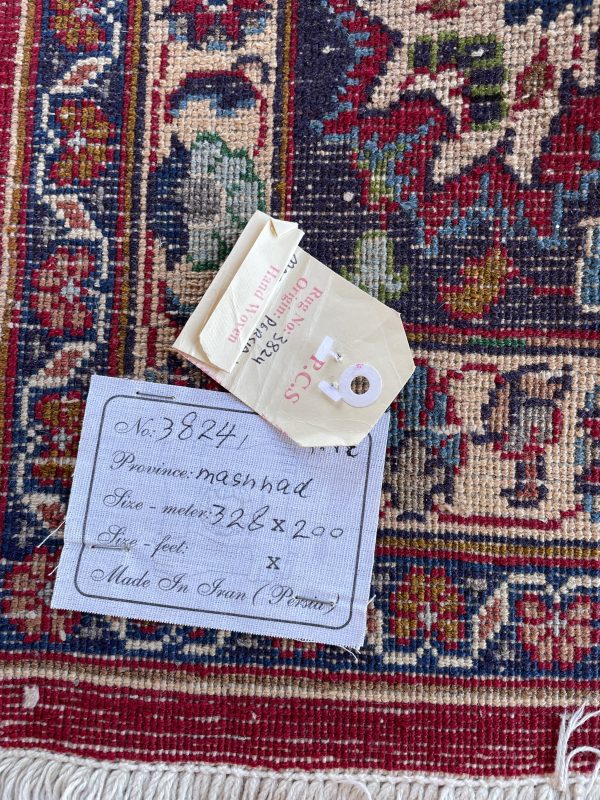 P.C.S
Rug No: 3824
Origin: PERSIA
Hand Woven
No: 38241
Province: mashhad
Size - meter: 328 x 200
Size - feet: x
Made In Iran (Persia)